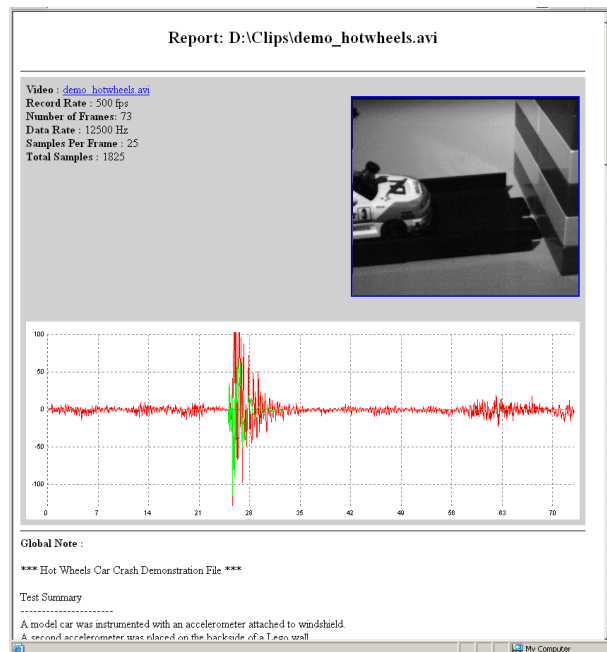 Report: D:\Clips\demo_hotwheels.avi
Video : demo_hotwheels.avi
Record Rate : 500 fps
Number of Frames: 73
Data Rate : 12500 Hz
Samples Per Frame : 25
Total Samples : 1825
3
100
50
0
-50
-100
0 7 14 21 28 35 42 49 56 63 70
Global Note :
*** Hot Wheels Car Crash Demonstration File ***
Test Summary
----------------------
A model car was instrumented with an accelerometer attached to windshield.
A second accelerometer was placed on the backside of a Lego wall
My Computer